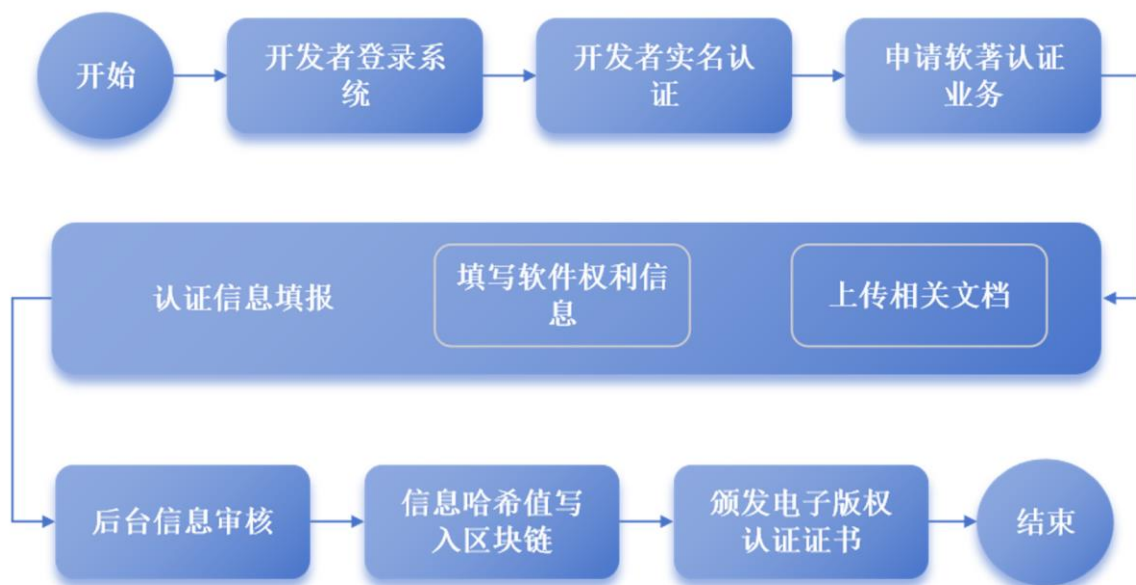 开始
开发者登录系
统
开发者实名认
证
申请软著认证
业务
认证信息填报
填写软件权利信
息
上传相关文档
后台信息审核
信息哈希值写
入区块链
颁发电子版权
认证证书
结束